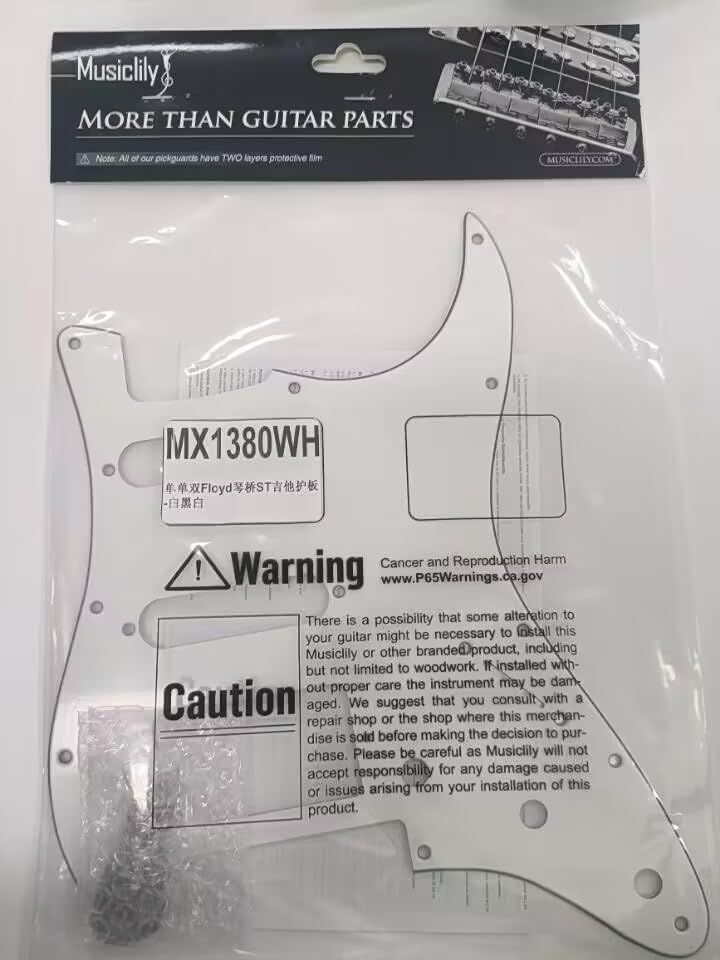 Musiclily
MORE THAN GUITAR PARTS
Note: All of our pickguards have TWO layers protective film
MUSICLILY.COM
MX1380WH
单单双Floyd琴桥ST吉他护板
-白黑白
Warning
Cancer and Reproduction Harm
www.P65Warnings.ca.gov
Caution
There is a possibility that some alteration to
your guitar might be necessary to install this
Musiclily or other branded product, including
but not limited to woodwork. If installed with-
out proper care the instrument may be dam-
aged. We suggest that you consult with a
repair shop or the shop where this merchan-
dise is sold before making the decision to pur-
chase. Please be careful as Musiclily will not
accept responsibility for any damage caused
or issues arising from your installation of this
product.